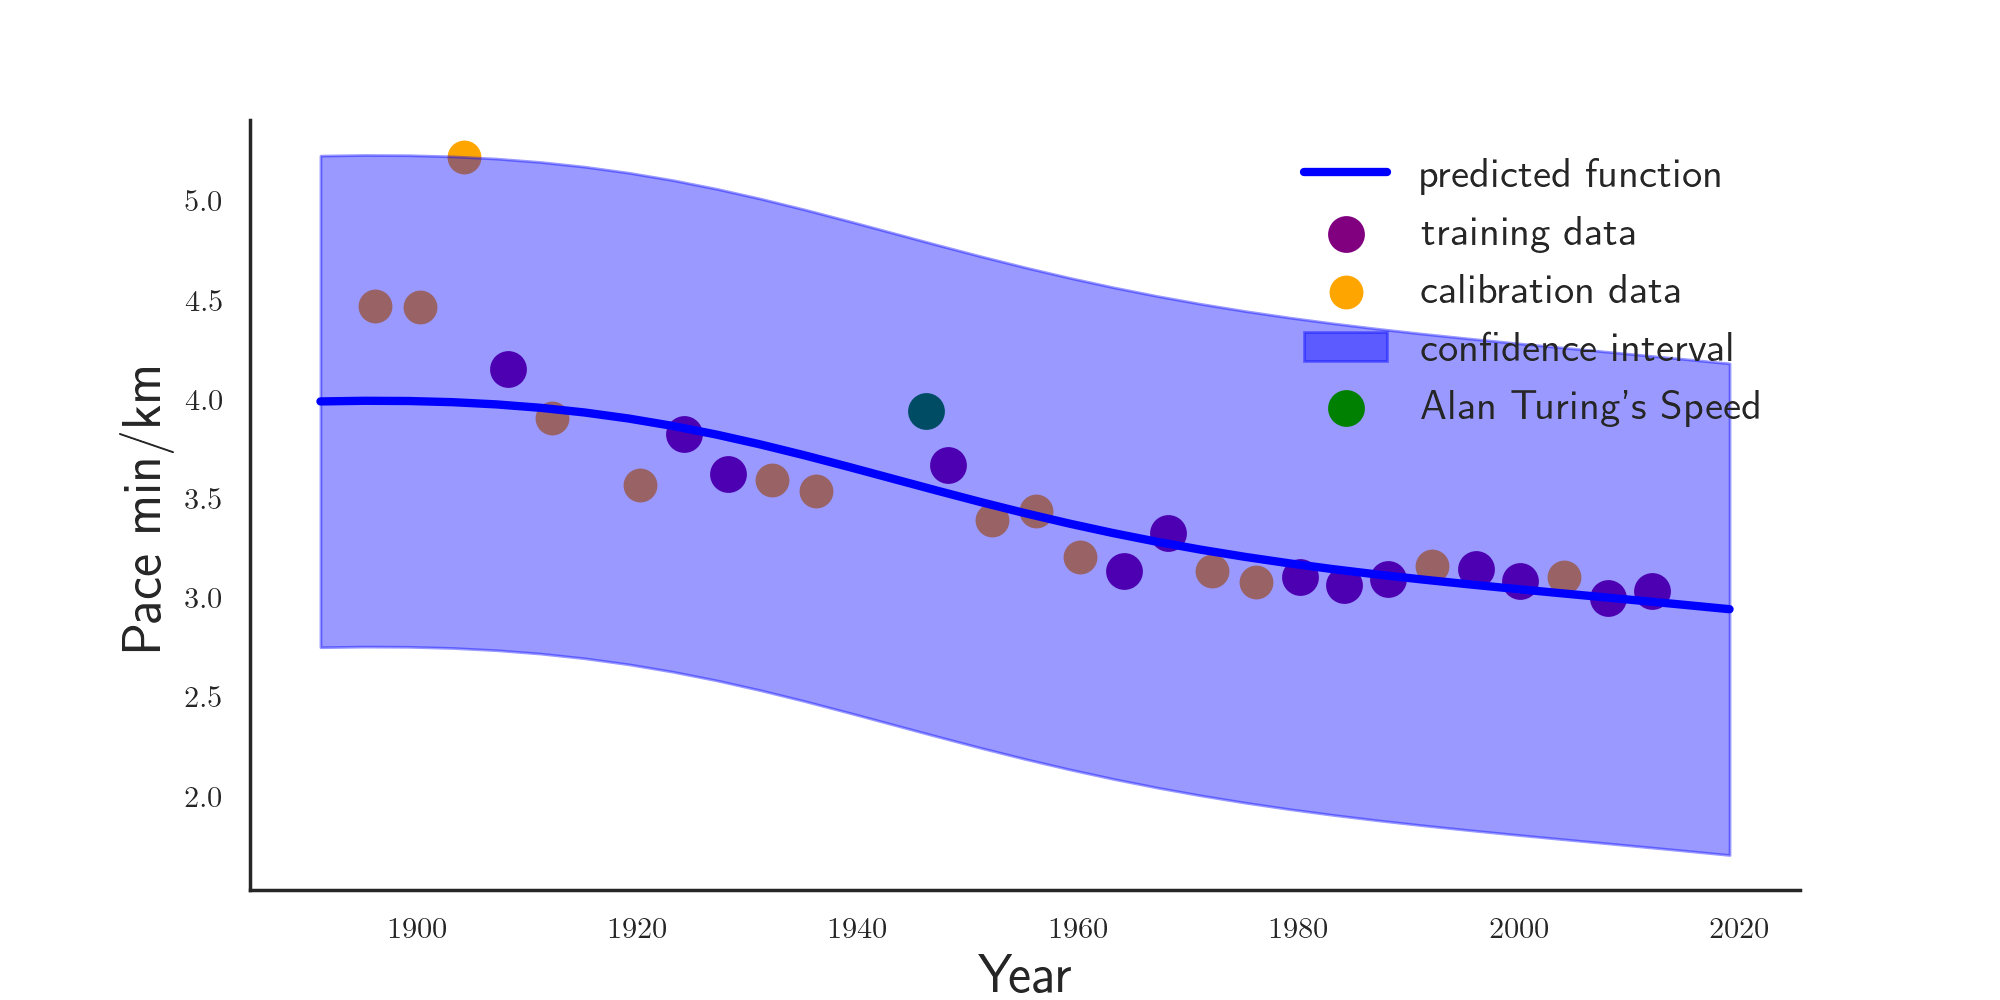 predicted function
training data
calibration data
confidence interval
Alan Turing's Speed
Pace min/km
5.0
4.5
4.0
3.5
3.0
2.5
2.0
1900 1920 1940 1960 1980 2000 2020
Year